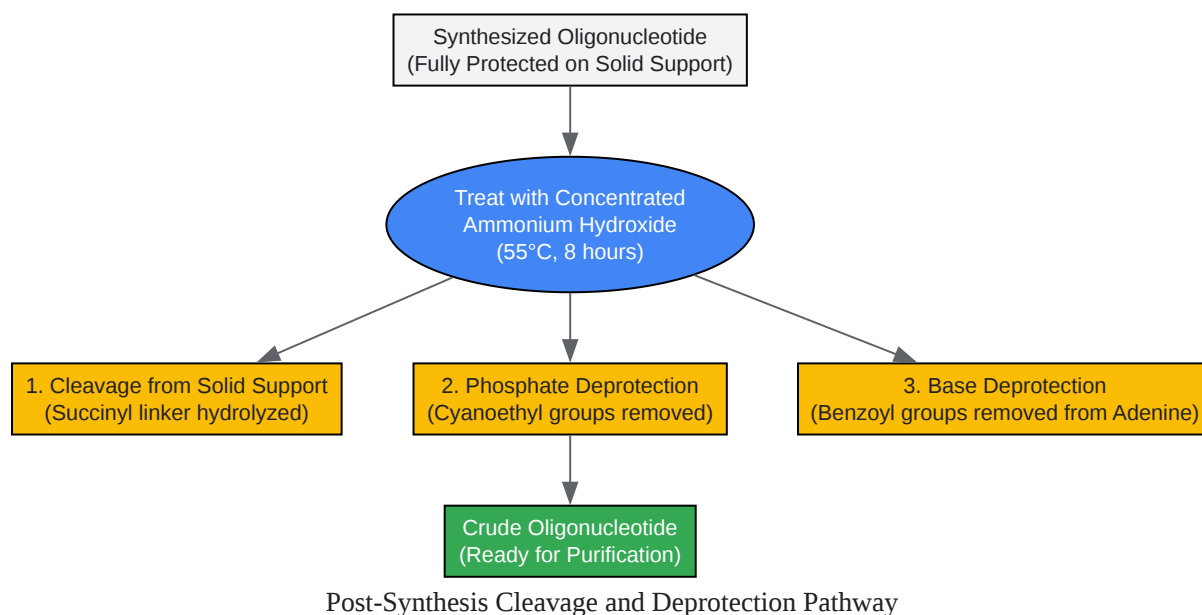 Synthesized Oligonucleotide
(Fully Protected on Solid Support)
Treat with Concentrated
Ammonium Hydroxide
(55°C, 8 hours)
1. Cleavage from Solid Support
(Succinyl linker hydrolyzed)
2. Phosphate Deprotection
(Cyanoethyl groups removed)
3. Base Deprotection
(Benzoyl groups removed from Adenine)
Crude Oligonucleotide
(Ready for Purification)
Post-Synthesis Cleavage and Deprotection Pathway